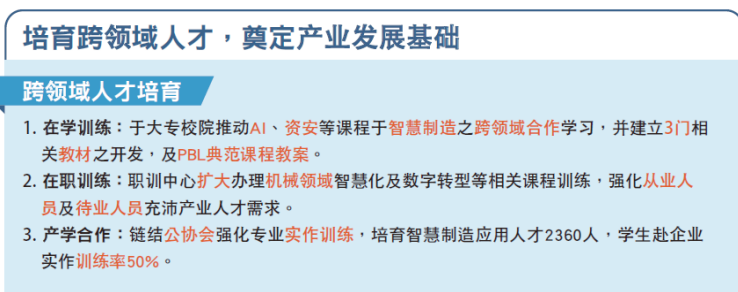 培育跨领域人才，奠定产业发展基础
跨领域人才培育
1. 在学训练：于大专校院推动AI、资安等课程于智慧制造之跨领域合作学习，并建立3门相
关教材之开发，及PBL典范课程教案。
2. 在职训练：职训中心扩大办理机械领域智慧化及数字转型等相关课程训练，强化从业人
员及待业人员充沛产业人才需求。
3. 产学合作：链结公协会强化专业实作训练，培育智慧制造应用人才2360人，学生赴企业
实作训练率50%。